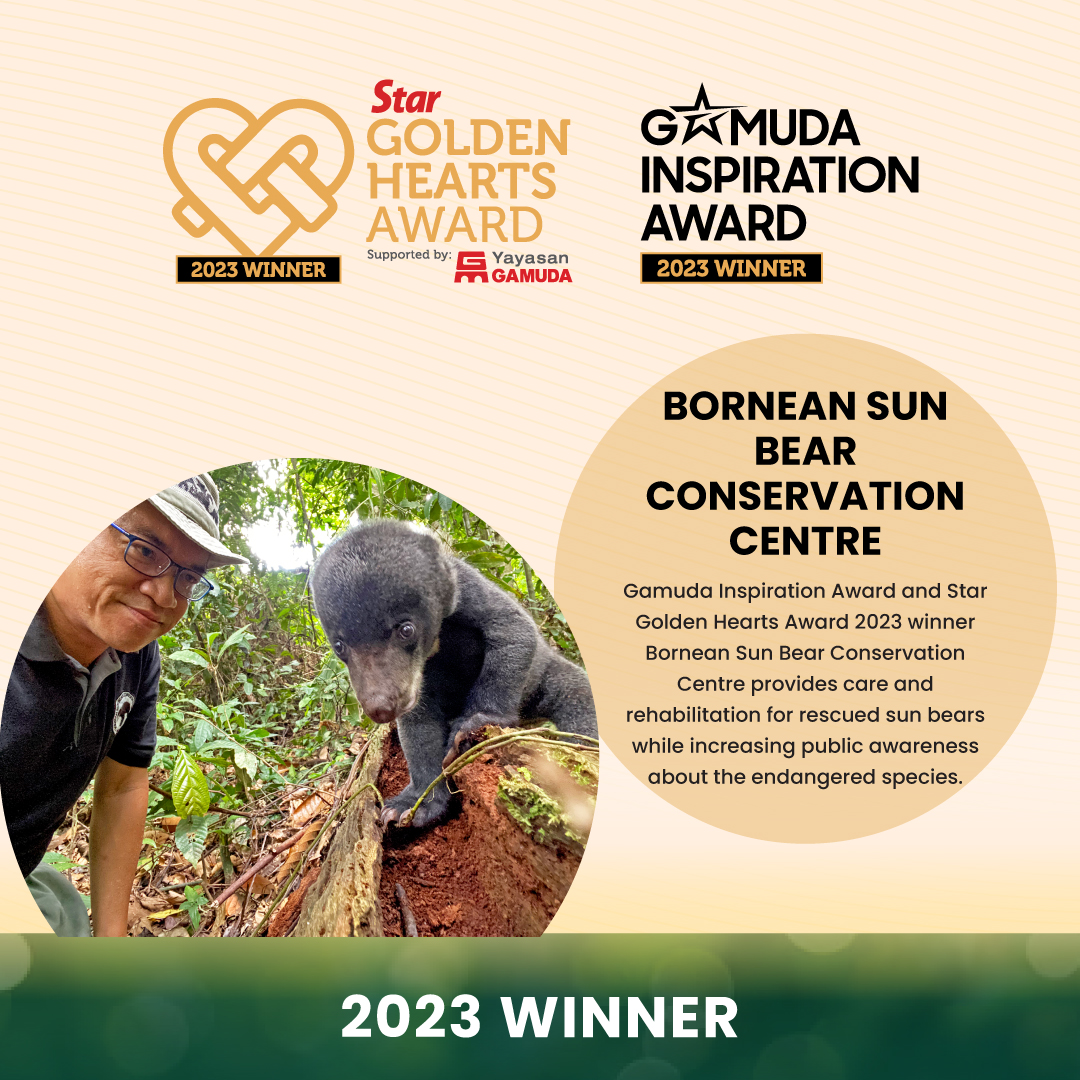 Star
GOLDEN
HEARTS
AWARD
Supported by:
Yayasan
GAMUDA
2023 WINNER
GAMUDA
INSPIRATION
AWARD
2023 WINNER
BORNEAN SUN
BEAR
CONSERVATION
CENTRE
Gamuda Inspiration Award and Star
Golden Hearts Award 2023 winner
Bornean Sun Bear Conservation
Centre provides care and
rehabilitation for rescued sun bears
while increasing public awareness
about the endangered species.
2023 WINNER